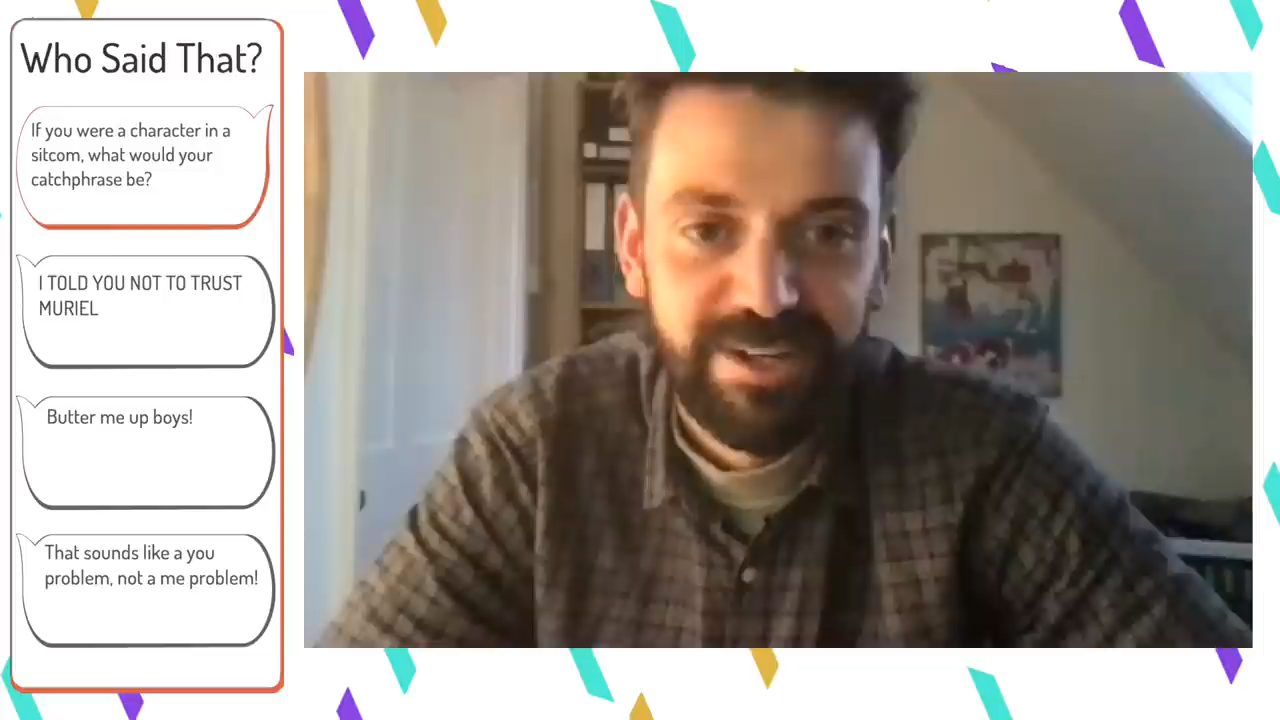 Who Said That?
If you were a character in a
sitcom, what would your
catchphrase be?
I TOLD YOU NOT TO TRUST
MURIEL
Butter me up boys!
That sounds like a you
problem, not a me problem!